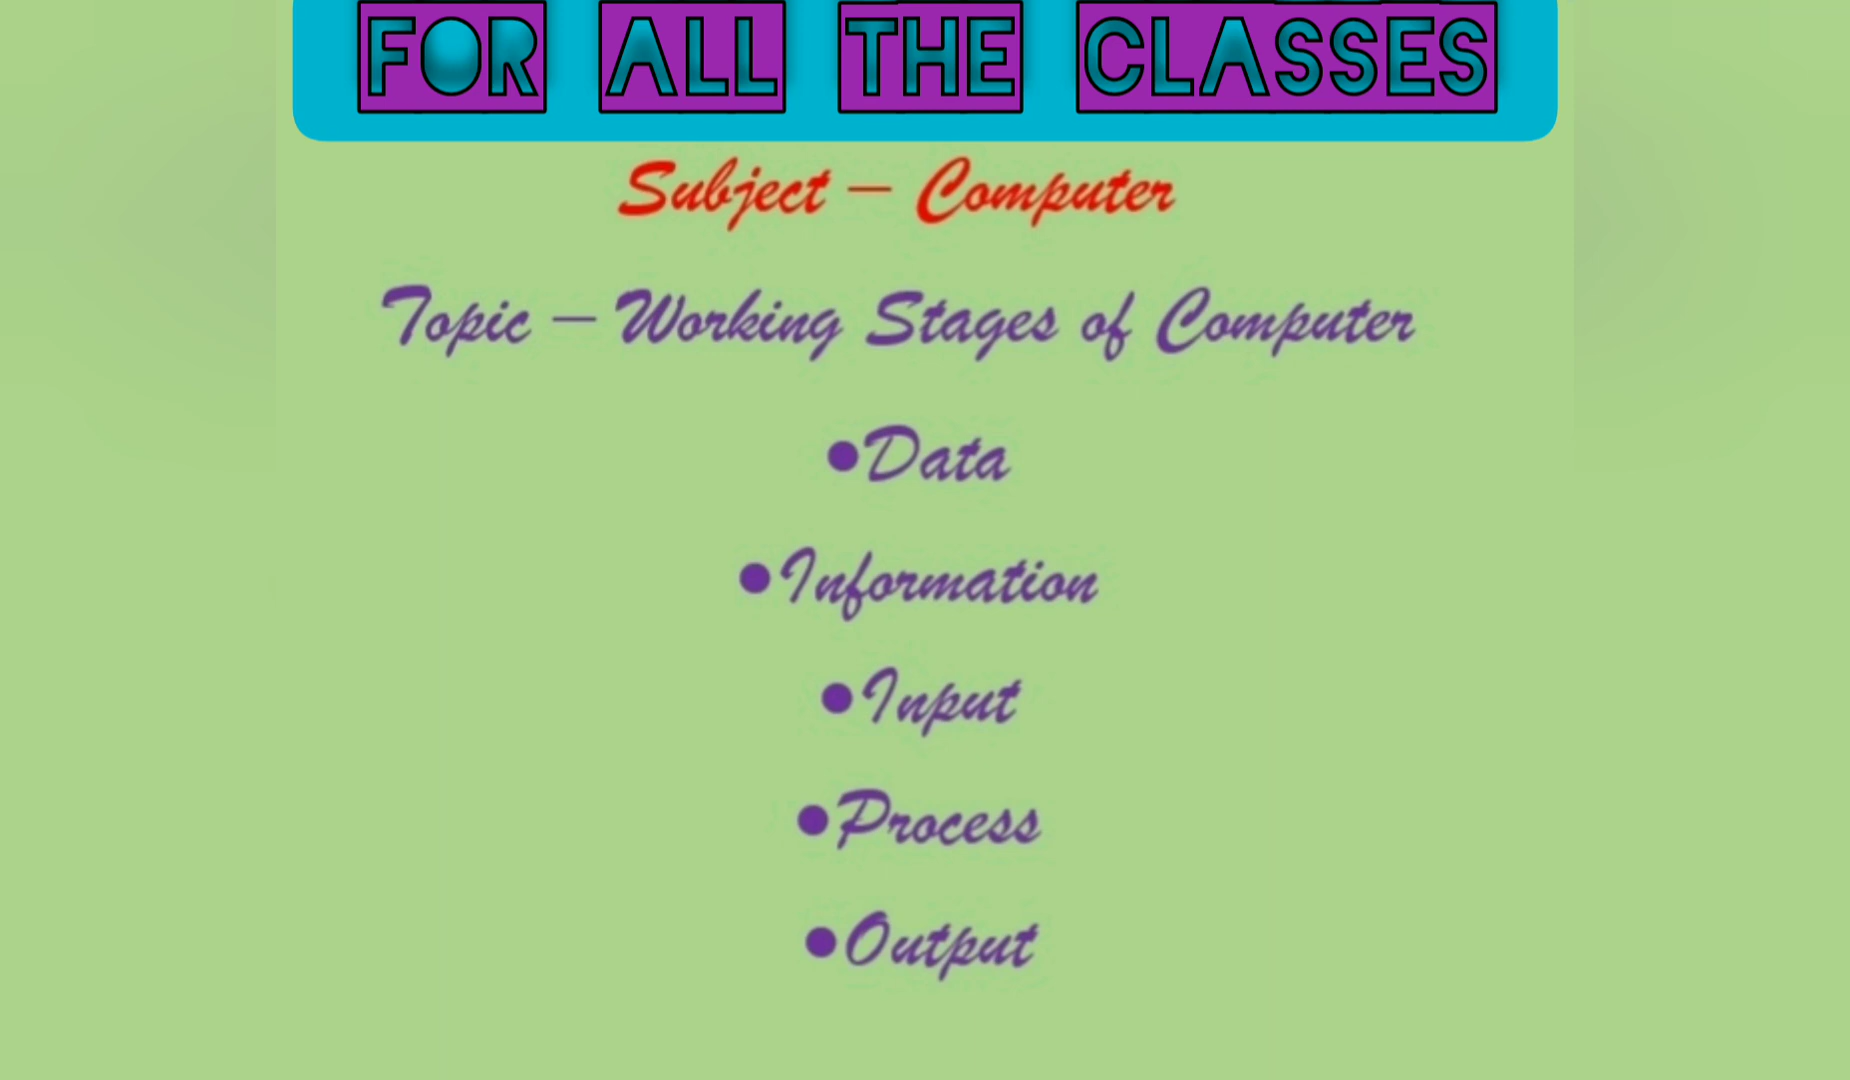 FOR ALL THE CLASSES
Subject – Computer
Topic – Working Stages of Computer
•Data
•Information
•Input
•Process
•Output